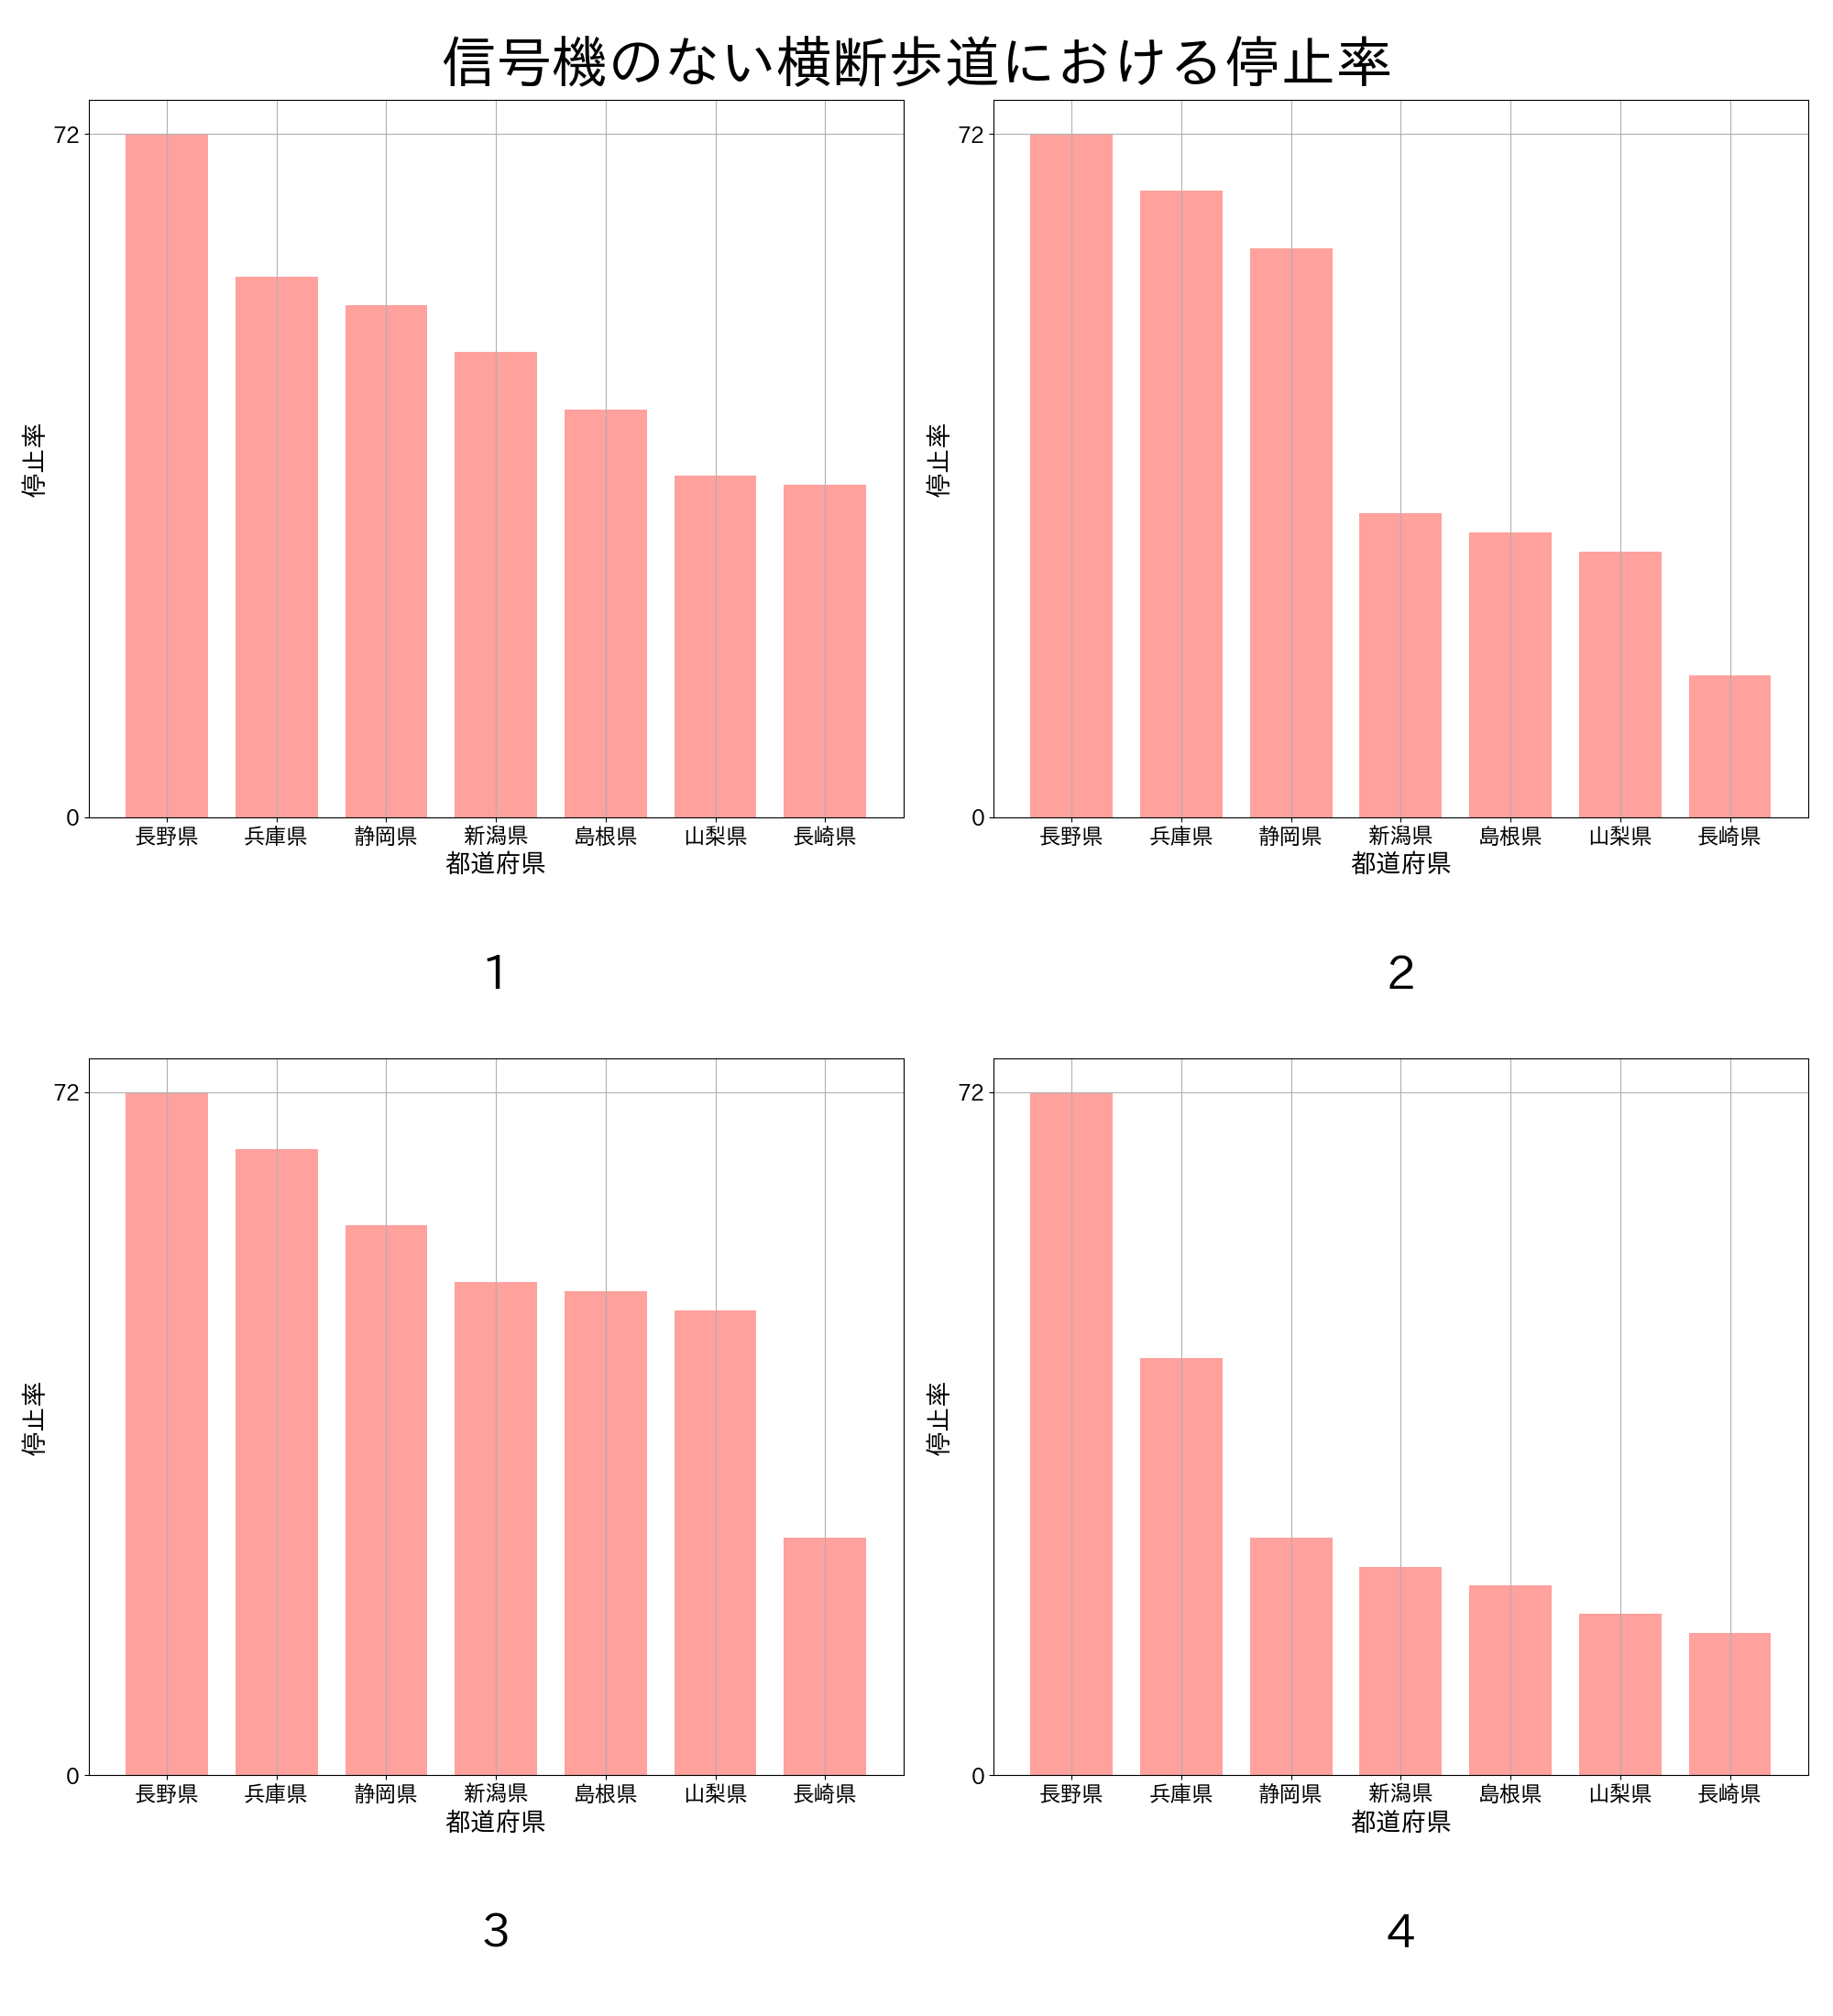 信号機のない横断歩道における停止率
72
0
停止率
長野県 兵庫県 静岡県 新潟県 島根県 山梨県 長崎県
都道府県
1
72
0
停止率
長野県 兵庫県 静岡県 新潟県 島根県 山梨県 長崎県
都道府県
2
72
0
停止率
長野県 兵庫県 静岡県 新潟県 島根県 山梨県 長崎県
都道府県
3
72
0
停止率
長野県 兵庫県 静岡県 新潟県 島根県 山梨県 長崎県
都道府県
4